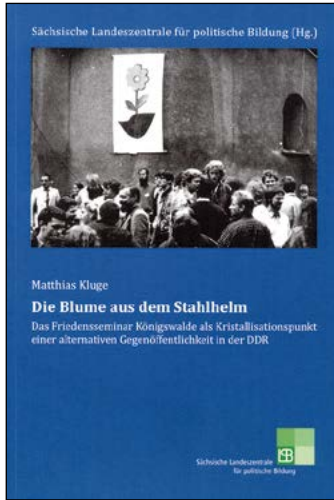 Sächsische Landeszentrale für politische Bildung (Hg.)
Matthias Kluge
Die Blume aus dem Stahlhelm
Das Friedensseminar Königswalde als Kristallisationspunkt
einer alternativen Gegenöffentlichkeit in der DDR
Sächsische Landeszentrale
für politische Bildung